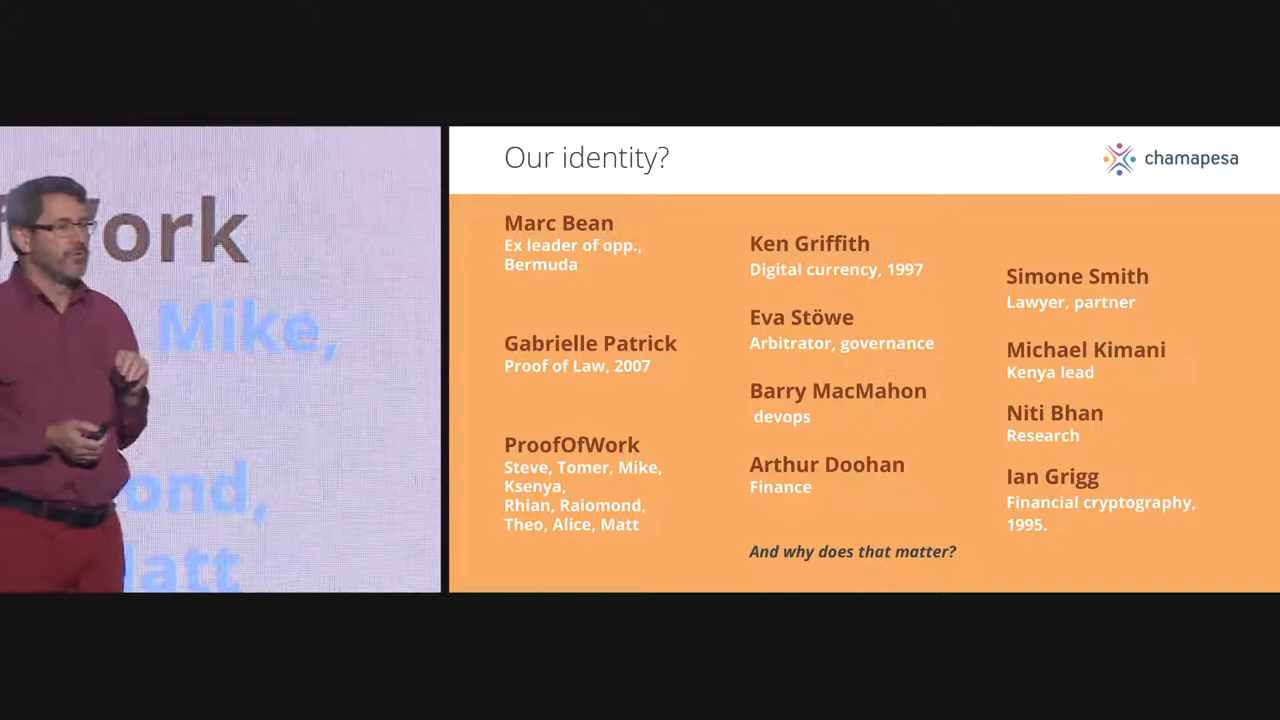 Work
Mike,
ond,
Matt
Our identity?
chamapesa
Marc Bean
Ex leader of opp.,
Bermuda
Gabrielle Patrick
Proof of Law, 2007
ProofOfWork
Steve, Tomer, Mike,
Ksenya,
Rhian, Raiomond,
Theo, Alice, Matt
Ken Griffith
Digital currency, 1997
Eva Stöwe
Arbitrator, governance
Barry MacMahon
devops
Arthur Doohan
Finance
And why does that matter?
Simone Smith
Lawyer, partner
Michael Kimani
Kenya lead
Niti Bhan
Research
Ian Grigg
Financial cryptography,
1995.